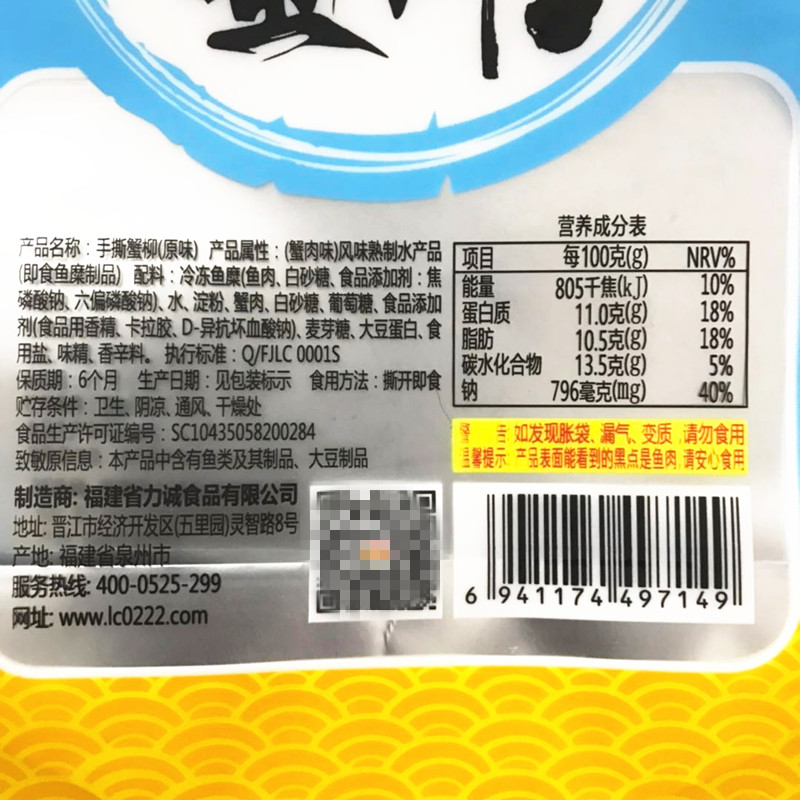 产品名称：手撕蟹柳(原味) 产品属性：(蟹肉味)风味熟制水产品
(即食鱼糜制品) 配料：冷冻鱼糜(鱼肉、白砂糖、食品添加剂：焦
磷酸钠、六偏磷酸钠)、水、淀粉、蟹肉、白砂糖、葡萄糖、食品添加
剂(食品用香精、卡拉胶、D-异抗坏血酸钠)、麦芽糖、大豆蛋白、食
用盐、味精、香辛料。 执行标准：Q/FJLC 0001S
保质期：6个月 生产日期：见包装标示 食用方法：撕开即食
贮存条件：卫生、阴凉、通风、干燥处
食品生产许可证编号：SC10435058200284
致敏原信息：本产品中含有鱼类及其制品、大豆制品
制造商: 福建省力诚食品有限公司
地址: 晋江市经济开发区(五里园)灵智路8号
产地: 福建省泉州市
服务热线: 400-0525-299
网址: www.lc0222.com
营养成分表
项目 每100克(g) NRV%
能量 805千焦(kJ) 10%
蛋白质 11.0克(g) 18%
脂肪 10.5克(g) 18%
碳水化合物 13.5克(g) 5%
钠 796毫克(mg) 40%
警 告:如发现胀袋、漏气、变质,请勿食用
温馨提示:产品表面能看到的黑点是鱼肉,请安心食用
6 941174 497149